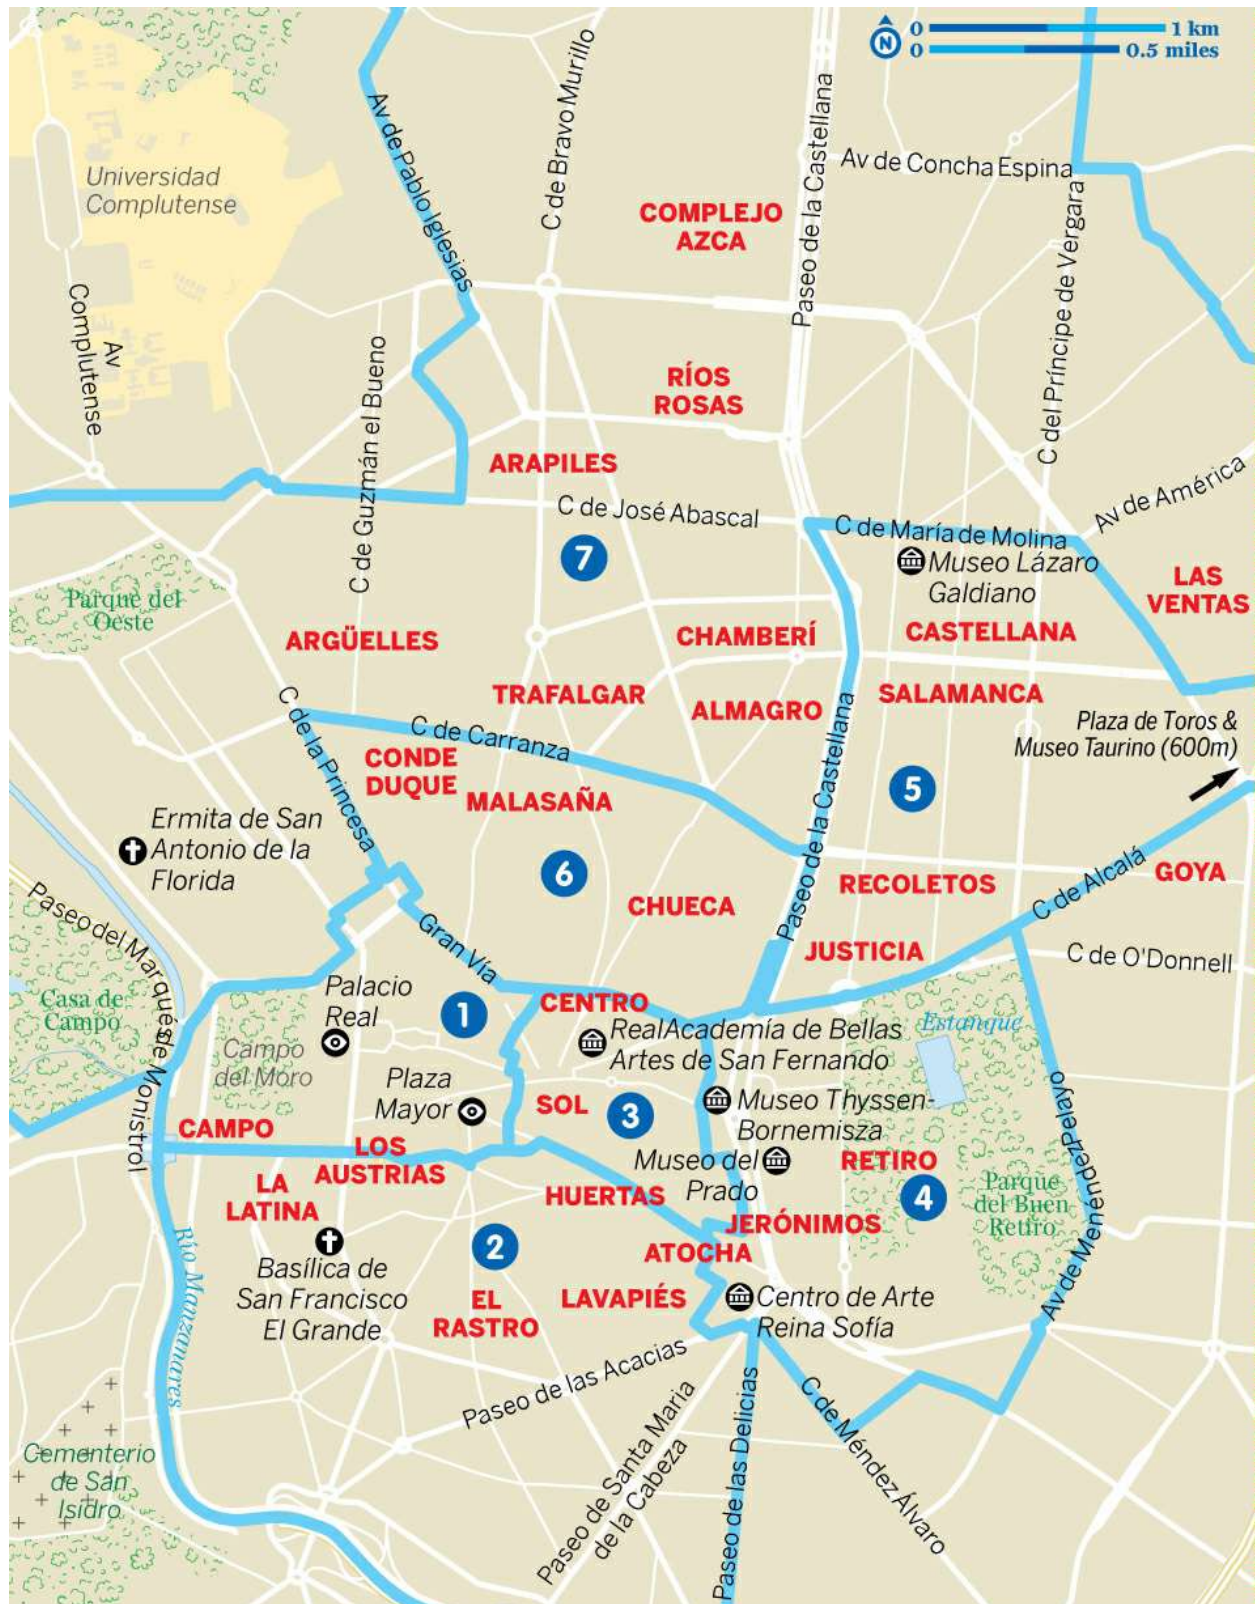 0 1 km
N
0 0.5 miles
Av de Pablo Iglesias
C de Bravo Murillo
Paseo de la Castellana
Av de Concha Espina
Universidad
Complutense
COMPLEJO
AZCA
C del Príncipe de Vergara
Av
Complutense
C de Guzmán el Bueno
RÍOS
ROSAS
ARAPILES
C de José Abascal
C de María de Molina
Av de América
7
Museo Lázaro
Galdiano
LAS
VENTAS
Parque del
Oeste
ARGÜELLES
CHAMBERÍ
CASTELLANA
TRAFALGAR
ALMAGRO
SALAMANCA
C de la Princesa
C de Carranza
Paseo de la Castellana
Plaza de Toros &
Museo Taurino (600m)
CONDE
DUQUE
MALASAÑA
5
Ermita de San
Antonio de la
Florida
6
C de Alcalá
GOYA
RECOLETOS
CHUECA
Paseo del Marqués de Monistrol
Gran Vía
JUSTICIA
C de O'Donnell
Palacio
Real
1
CENTRO
Casa de
Campo
RealAcademía de Bellas
Artes de San Fernando
Estanque
Campo
del Moro
Plaza
Mayor
SOL
3
Museo Thyssen-
Bornemisza
CAMPO
LOS
AUSTRIAS
Museo del
Prado
RETIRO
4
Parque
del Buen
Retiro
Av de Menéndez Pelayo
LA
LATINA
HUERTAS
JERÓNIMOS
ATOCHA
2
Río Manzanares
Basílica de
San Francisco
El Grande
EL
RASTRO
LAVAPIÉS
Centro de Arte
Reina Sofía
Paseo de las Acacias
Paseo de Santa Maria
de la Cabeza
Paseo de las Delicias
C de Méndez Álvaro
Cementerio
de San
Isidro